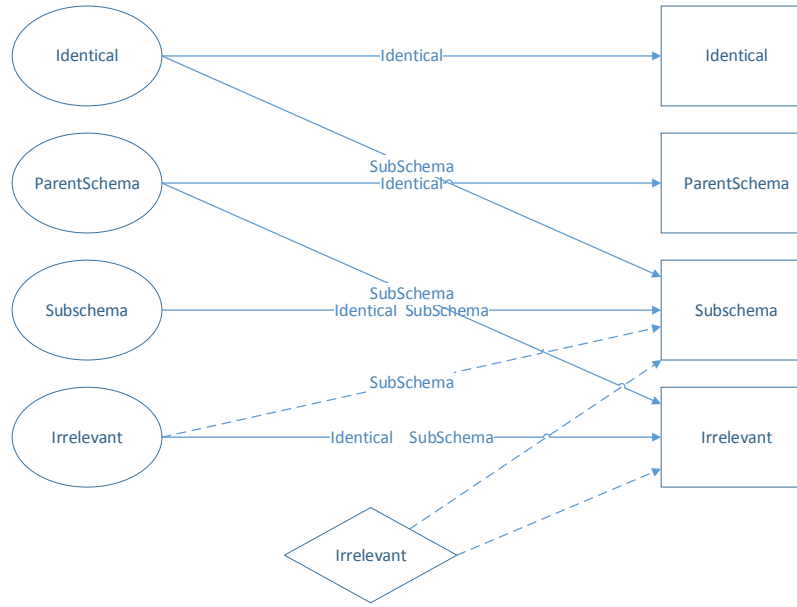 Identical
Identical
Identical
SubSchema
ParentSchema
Identical
ParentSchema
SubSchema
Subschema
Identical SubSchema
Subschema
SubSchema
Irrelevant
Identical SubSchema
Irrelevant
Irrelevant